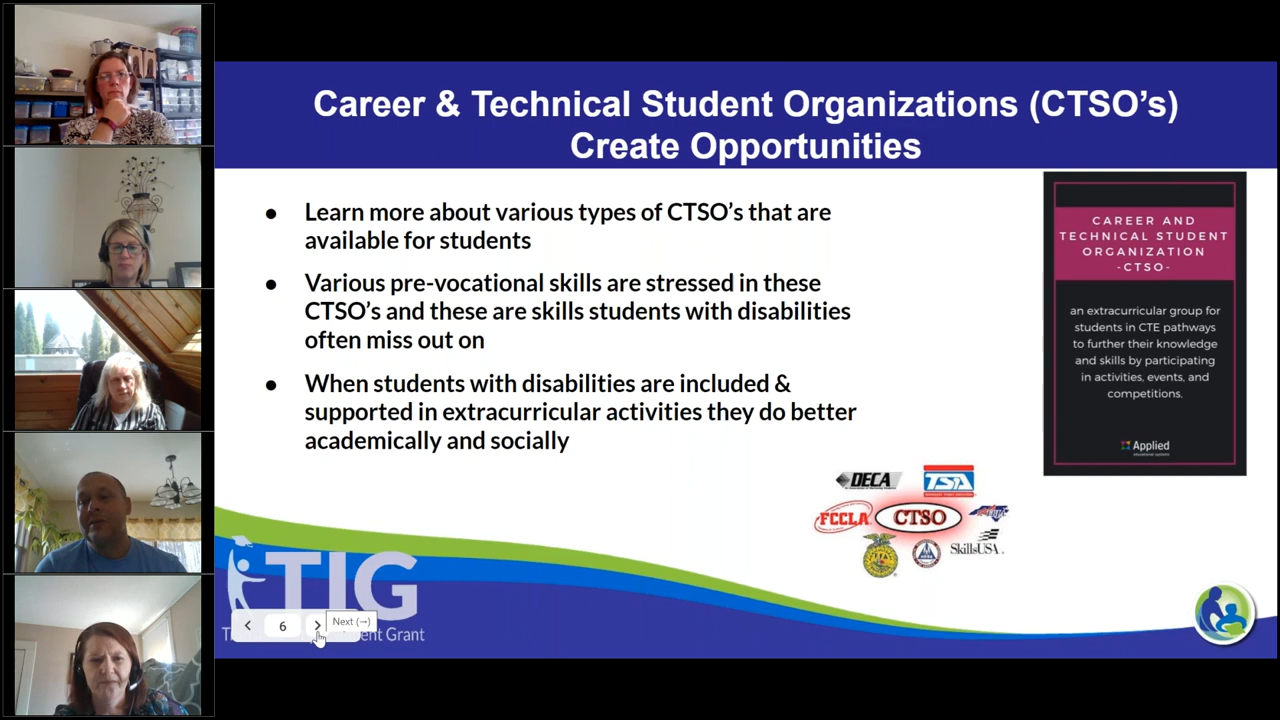 Career & Technical Student Organizations (CTSO’s)
Create Opportunities
● Learn more about various types of CTSO’s that are
available for students
● Various pre-vocational skills are stressed in these
CTSO’s and these are skills students with disabilities
often miss out on
● When students with disabilities are included &
supported in extracurricular activities they do better
academically and socially
CAREER AND
TECHNICAL STUDENT
ORGANIZATION
-CTSO-
an extracurricular group for
students in CTE pathways
to further their knowledge
and skills by participating
in activities, events, and
competitions.
Applied
educational systems
DECA
TSA
FCCLA
CTSO
SkillsUSA
TIG
6
Next (→)
Grant